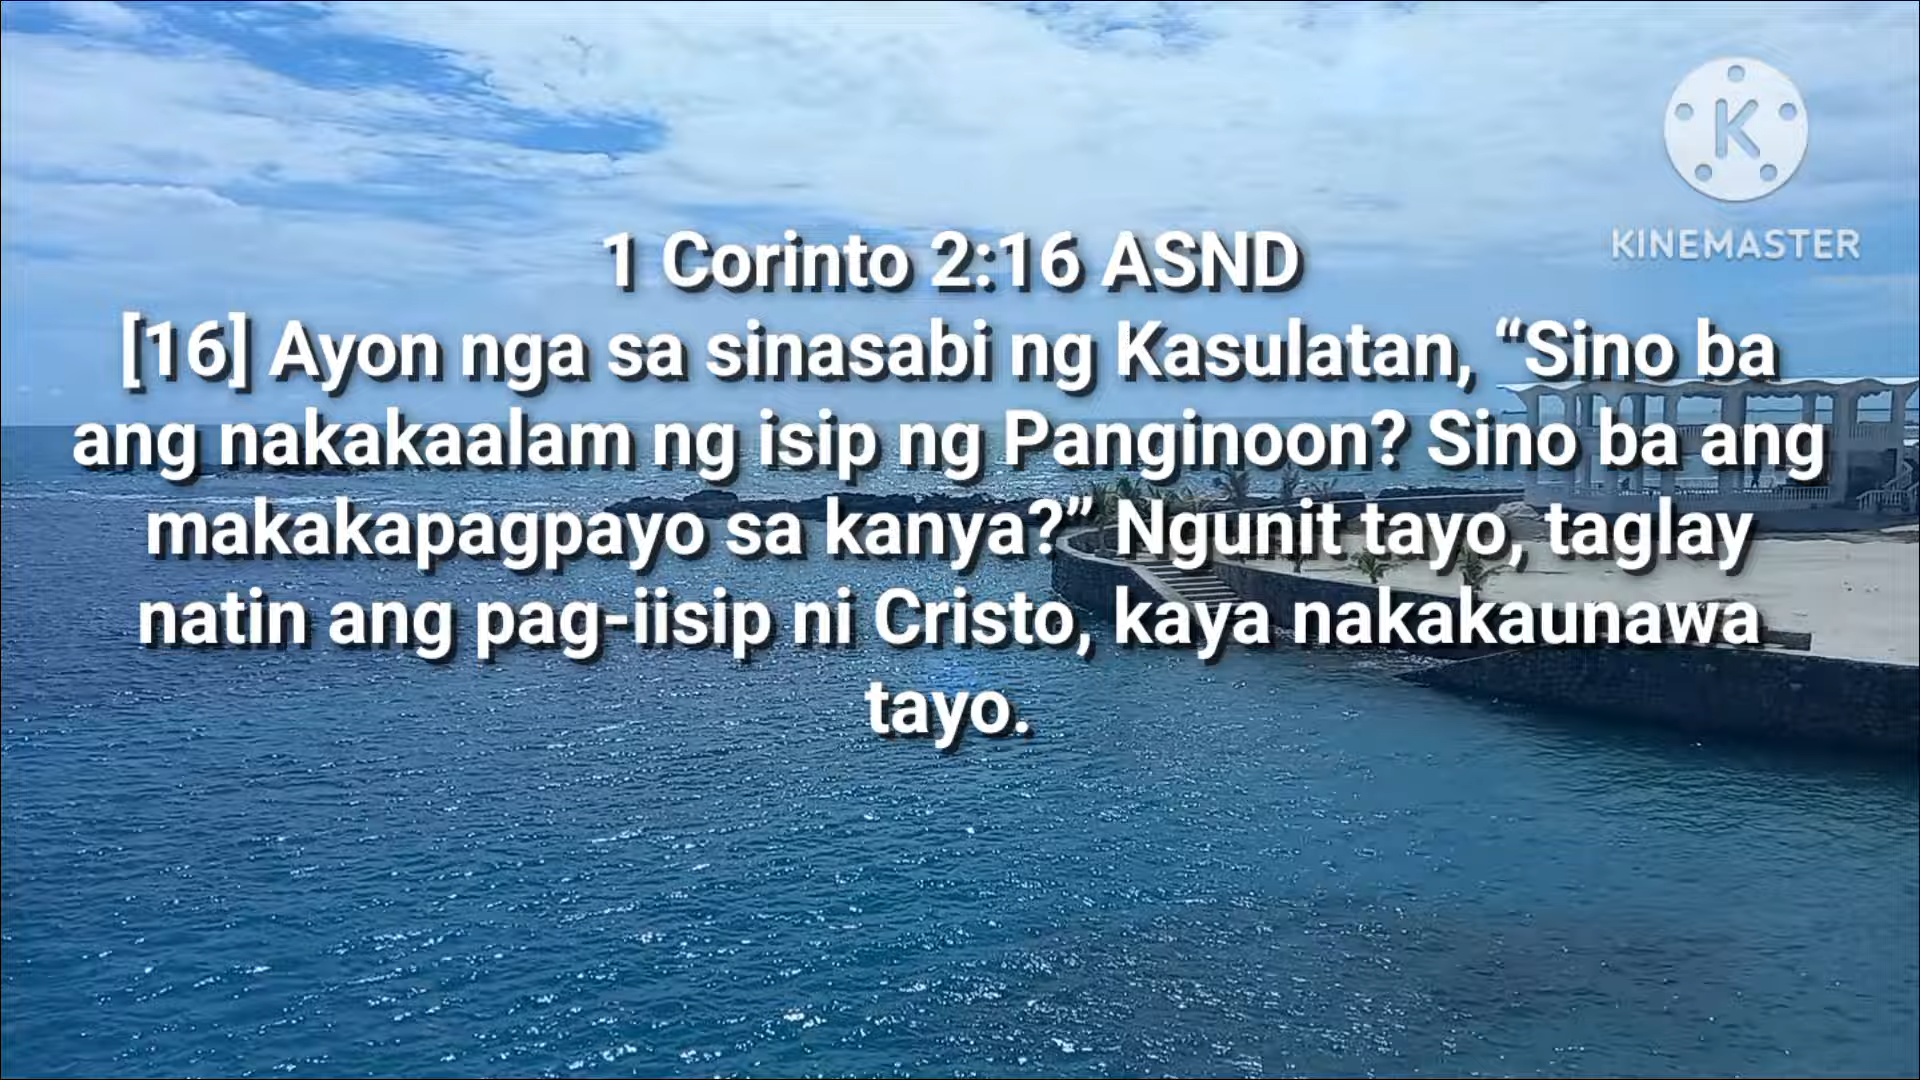 KINEMASTER
1 Corinto 2:16 ASND
[16] Ayon nga sa sinasabi ng Kasulatan, “Sino ba
ang nakakaalam ng isip ng Panginoon? Sino ba ang
makakapagpayo sa kanya?” Ngunit tayo, taglay
natin ang pag-iisip ni Cristo, kaya nakakaunawa
tayo.